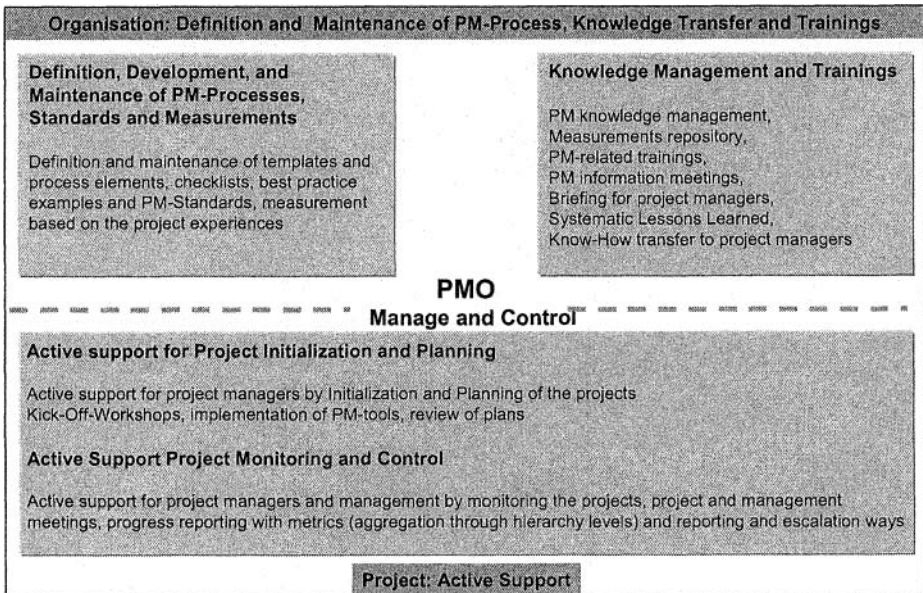 Organisation: Definition and Maintenance of PM-Process, Knowledge Transfer and Trainings
Definition, Development, and
Maintenance of PM-Processes,
Standards and Measurements
Definition and maintenance of templates and
process elements, checklists, best practice
examples and PM-Standards, measurement
based on the project experiences
Knowledge Management and Trainings
PM knowledge management,
Measurements repository,
PM-related trainings,
PM information meetings,
Briefing for project managers,
Systematic Lessons Learned,
Know-How transfer to project managers
PMO
Manage and Control
Active support for Project Initialization and Planning
Active support for project managers by Initialization and Planning of the projects
Kick-Off-Workshops, implementation of PM-tools, review of plans
Active Support Project Monitoring and Control
Active support for project managers and management by monitoring the projects, project and management
meetings, progress reporting with metrics (aggregation through hierarchy levels) and reporting and escalation ways
Project: Active Support